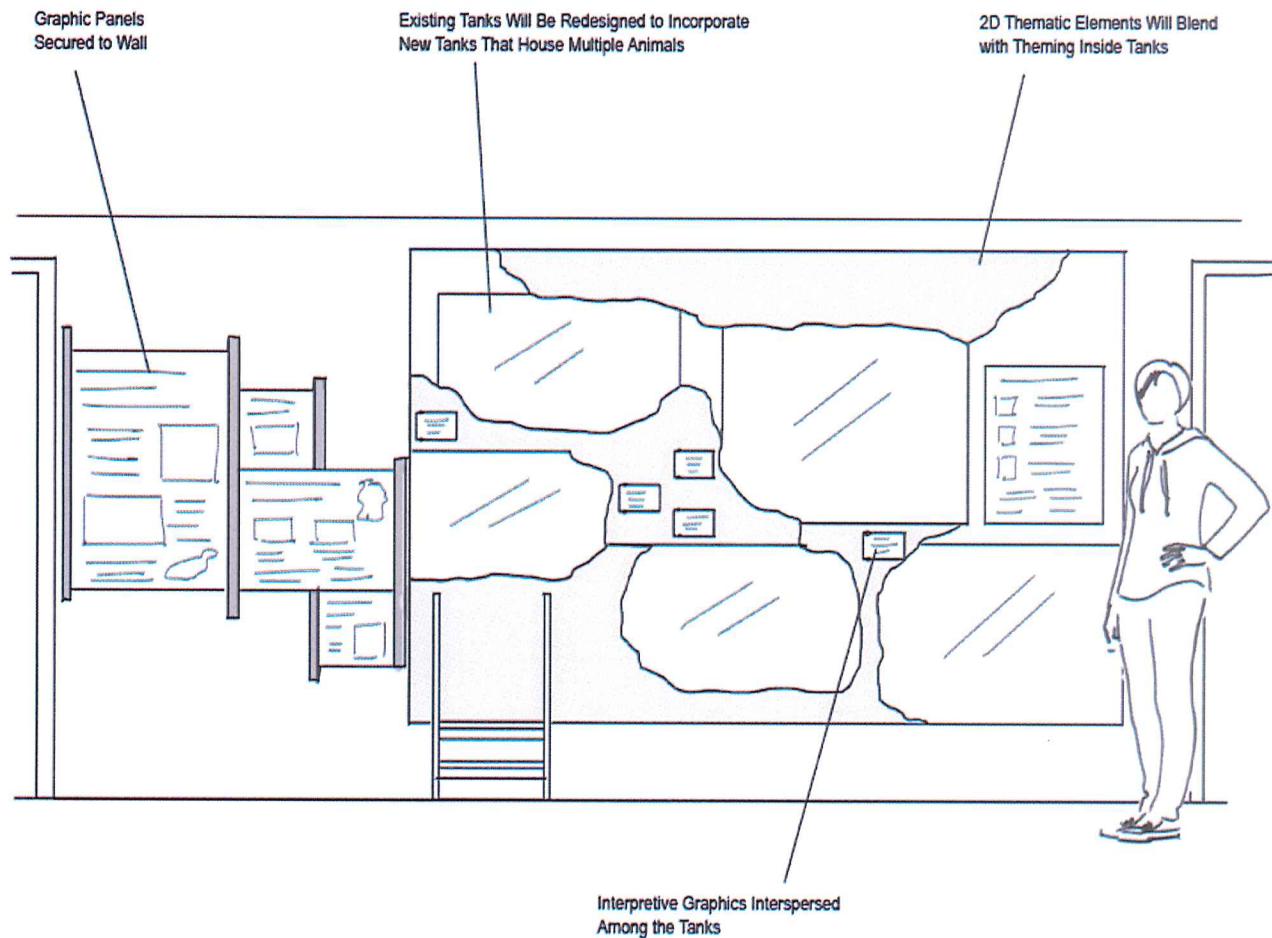 Graphic Panels
Secured to Wall
Existing Tanks Will Be Redesigned to Incorporate
New Tanks That House Multiple Animals
2D Thematic Elements Will Blend
with Theming Inside Tanks
Interpretive Graphics Interspersed
Among the Tanks